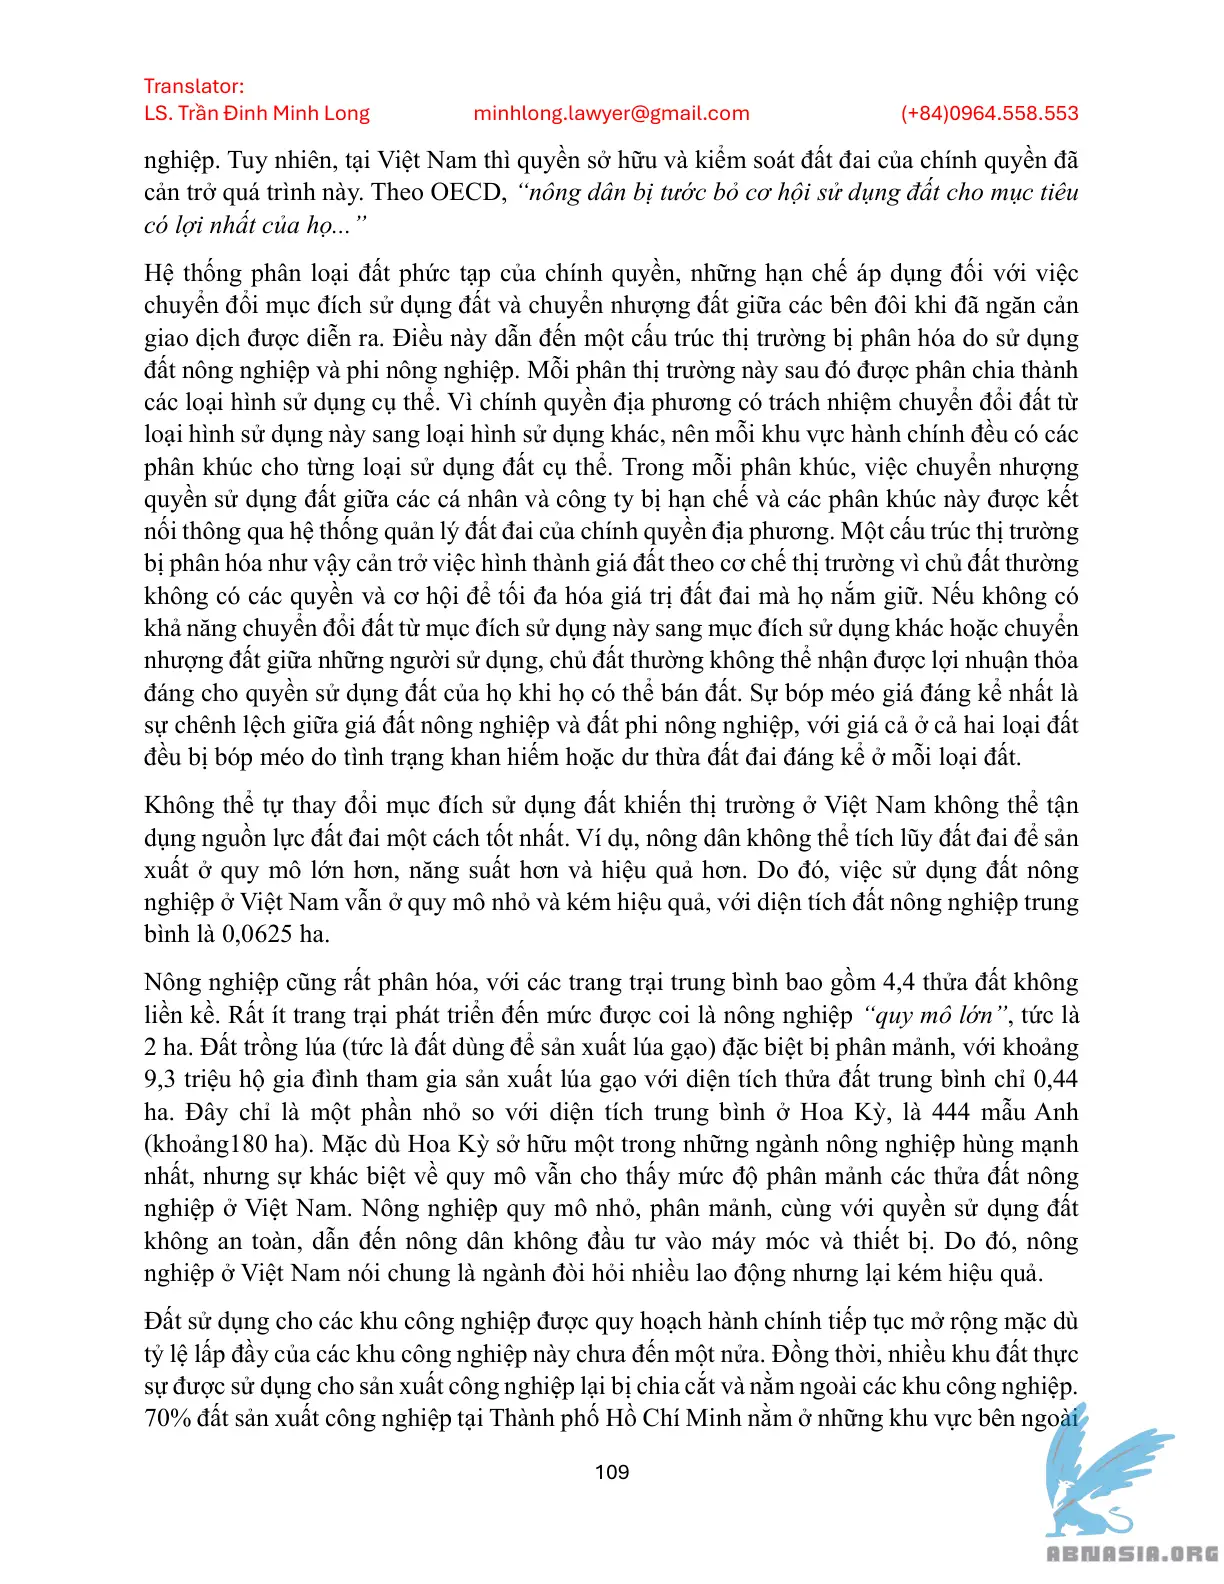 Translator:
LS. Trần Đinh Minh Long minhlong.lawyer@gmail.com (+84)0964.558.553
nghiệp. Tuy nhiên, tại Việt Nam thì quyền sở hữu và kiểm soát đất đai của chính quyền đã
cản trở quá trình này. Theo OECD, “nông dân bị tước bỏ cơ hội sử dụng đất cho mục tiêu
có lợi nhất của họ...”
Hệ thống phân loại đất phức tạp của chính quyền, những hạn chế áp dụng đối với việc
chuyển đổi mục đích sử dụng đất và chuyển nhượng đất giữa các bên đôi khi đã ngăn cản
giao dịch được diễn ra. Điều này dẫn đến một cấu trúc thị trường bị phân hóa do sử dụng
đất nông nghiệp và phi nông nghiệp. Mỗi phân thị trường này sau đó được phân chia thành
các loại hình sử dụng cụ thể. Vì chính quyền địa phương có trách nhiệm chuyển đổi đất từ
loại hình sử dụng này sang loại hình sử dụng khác, nên mỗi khu vực hành chính đều có các
phân khúc cho từng loại sử dụng đất cụ thể. Trong mỗi phân khúc, việc chuyển nhượng
quyền sử dụng đất giữa các cá nhân và công ty bị hạn chế và các phân khúc này được kết
nối thông qua hệ thống quản lý đất đai của chính quyền địa phương. Một cấu trúc thị trường
bị phân hóa như vậy cản trở việc hình thành giá đất theo cơ chế thị trường vì chủ đất thường
không có các quyền và cơ hội để tối đa hóa giá trị đất đai mà họ nắm giữ. Nếu không có
khả năng chuyển đổi đất từ mục đích sử dụng này sang mục đích sử dụng khác hoặc chuyển
nhượng đất giữa những người sử dụng, chủ đất thường không thể nhận được lợi nhuận thỏa
đáng cho quyền sử dụng đất của họ khi họ có thể bán đất. Sự bóp méo giá đáng kể nhất là
sự chênh lệch giữa giá đất nông nghiệp và đất phi nông nghiệp, với giá cả ở cả hai loại đất
đều bị bóp méo do tình trạng khan hiếm hoặc dư thừa đất đai đáng kể ở mỗi loại đất.
Không thể tự thay đổi mục đích sử dụng đất khiến thị trường ở Việt Nam không thể tận
dụng nguồn lực đất đai một cách tốt nhất. Ví dụ, nông dân không thể tích lũy đất đai để sản
xuất ở quy mô lớn hơn, năng suất hơn và hiệu quả hơn. Do đó, việc sử dụng đất nông
nghiệp ở Việt Nam vẫn ở quy mô nhỏ và kém hiệu quả, với diện tích đất nông nghiệp trung
bình là 0,0625 ha.
Nông nghiệp cũng rất phân hóa, với các trang trại trung bình bao gồm 4,4 thửa đất không
liền kề. Rất ít trang trại phát triển đến mức được coi là nông nghiệp “quy mô lớn”, tức là
2 ha. Đất trồng lúa (tức là đất dùng để sản xuất lúa gạo) đặc biệt bị phân mảnh, với khoảng
9,3 triệu hộ gia đình tham gia sản xuất lúa gạo với diện tích thửa đất trung bình chỉ 0,44
ha. Đây chỉ là một phần nhỏ so với diện tích trung bình ở Hoa Kỳ, là 444 mẫu Anh
(khoảng180 ha). Mặc dù Hoa Kỳ sở hữu một trong những ngành nông nghiệp hùng mạnh
nhất, nhưng sự khác biệt về quy mô vẫn cho thấy mức độ phân mảnh các thửa đất nông
nghiệp ở Việt Nam. Nông nghiệp quy mô nhỏ, phân mảnh, cùng với quyền sử dụng đất
không an toàn, dẫn đến nông dân không đầu tư vào máy móc và thiết bị. Do đó, nông
nghiệp ở Việt Nam nói chung là ngành đòi hỏi nhiều lao động nhưng lại kém hiệu quả.
Đất sử dụng cho các khu công nghiệp được quy hoạch hành chính tiếp tục mở rộng mặc dù
tỷ lệ lấp đầy của các khu công nghiệp này chưa đến một nửa. Đồng thời, nhiều khu đất thực
sự được sử dụng cho sản xuất công nghiệp lại bị chia cắt và nằm ngoài các khu công nghiệp.
70% đất sản xuất công nghiệp tại Thành phố Hồ Chí Minh nằm ở những khu vực bên ngoài
109
ABNASIA.ORG